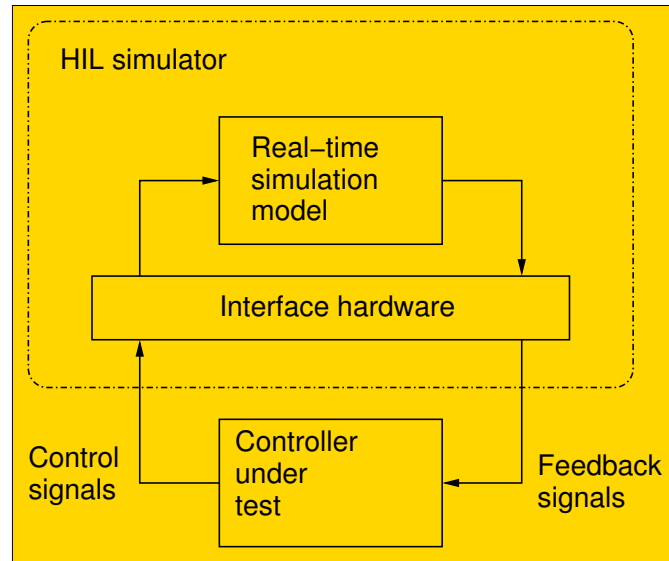 HIL simulator
Real−time
simulation
model
Interface hardware
Controller
under
test
Control
signals
Feedback
signals